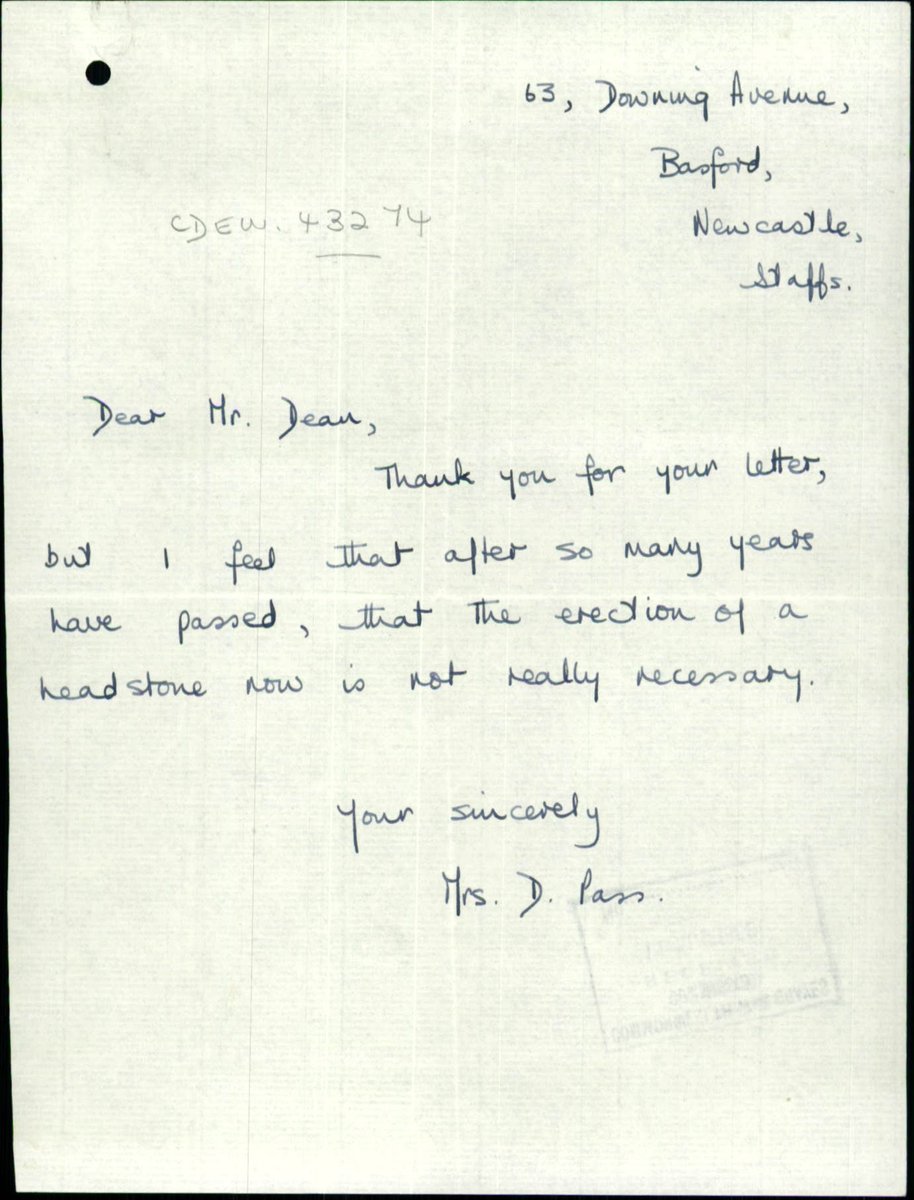 63, Downing Avenue,
Basford,
Newcastle,
Staffs.
CDEW. 43274
Dear Mr. Dean,
Thank you for your letter,
but I feel that after so many years
have passed, that the erection of a
headstone now is not really necessary.
Your sincerely
Mrs. D. Pass.